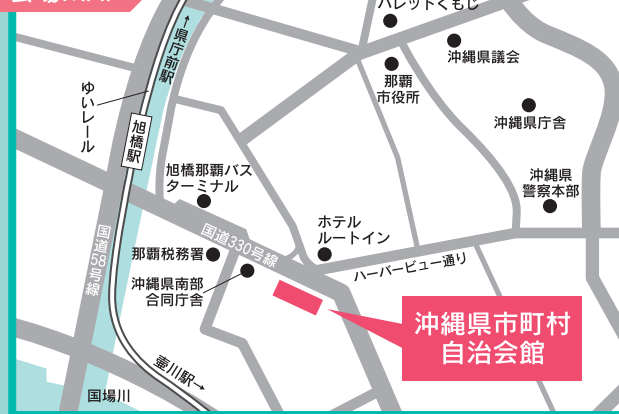 パレットくもじ
↑県庁前駅
沖縄県議会
那覇
市役所
ゆいレール
沖縄県庁舎
旭橋駅
旭橋那覇バス
ターミナル
沖縄県
警察本部
国道58号線
国道330号線
ホテル
ルートイン
那覇税務署
ハーバービュー通り
沖縄県南部
合同庁舎
沖縄県市町村
自治会館
壷川駅→
国場川